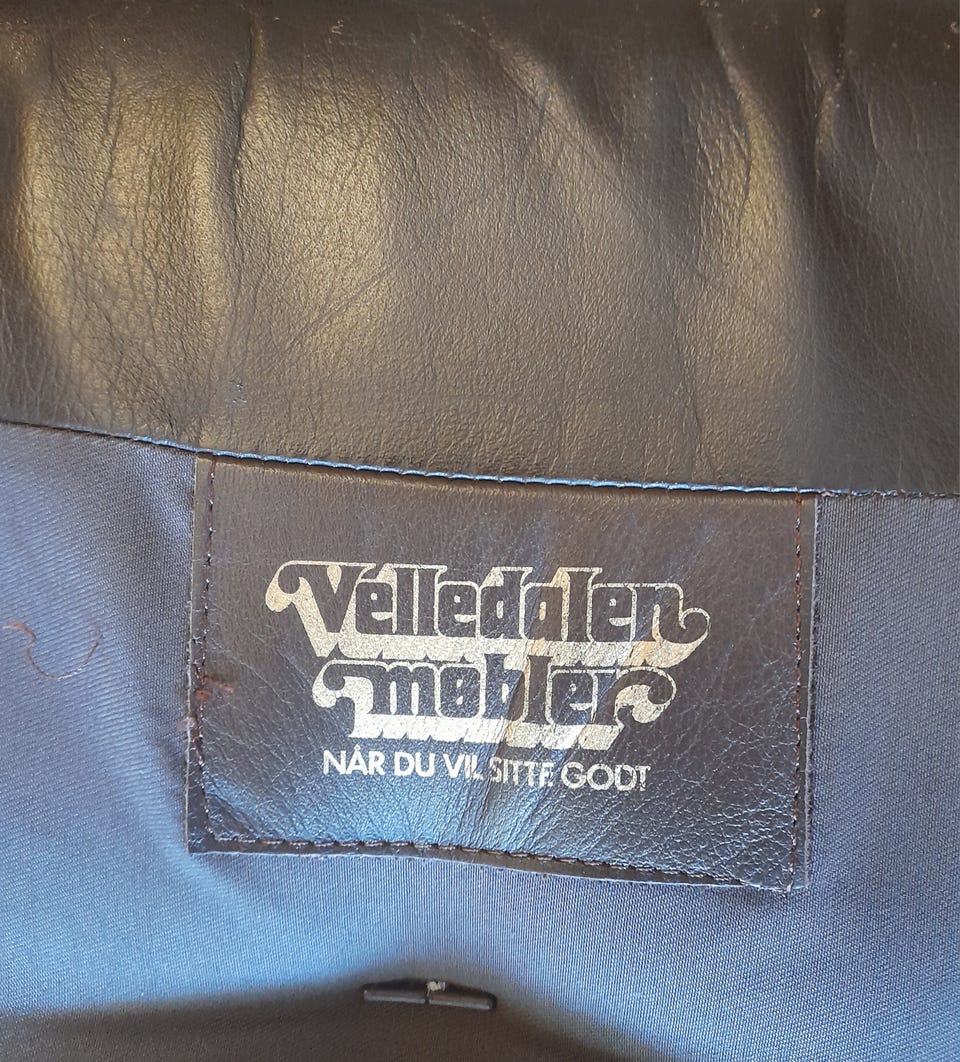 Velledalen
møbler
NÅR DU VIL SITTE GODT